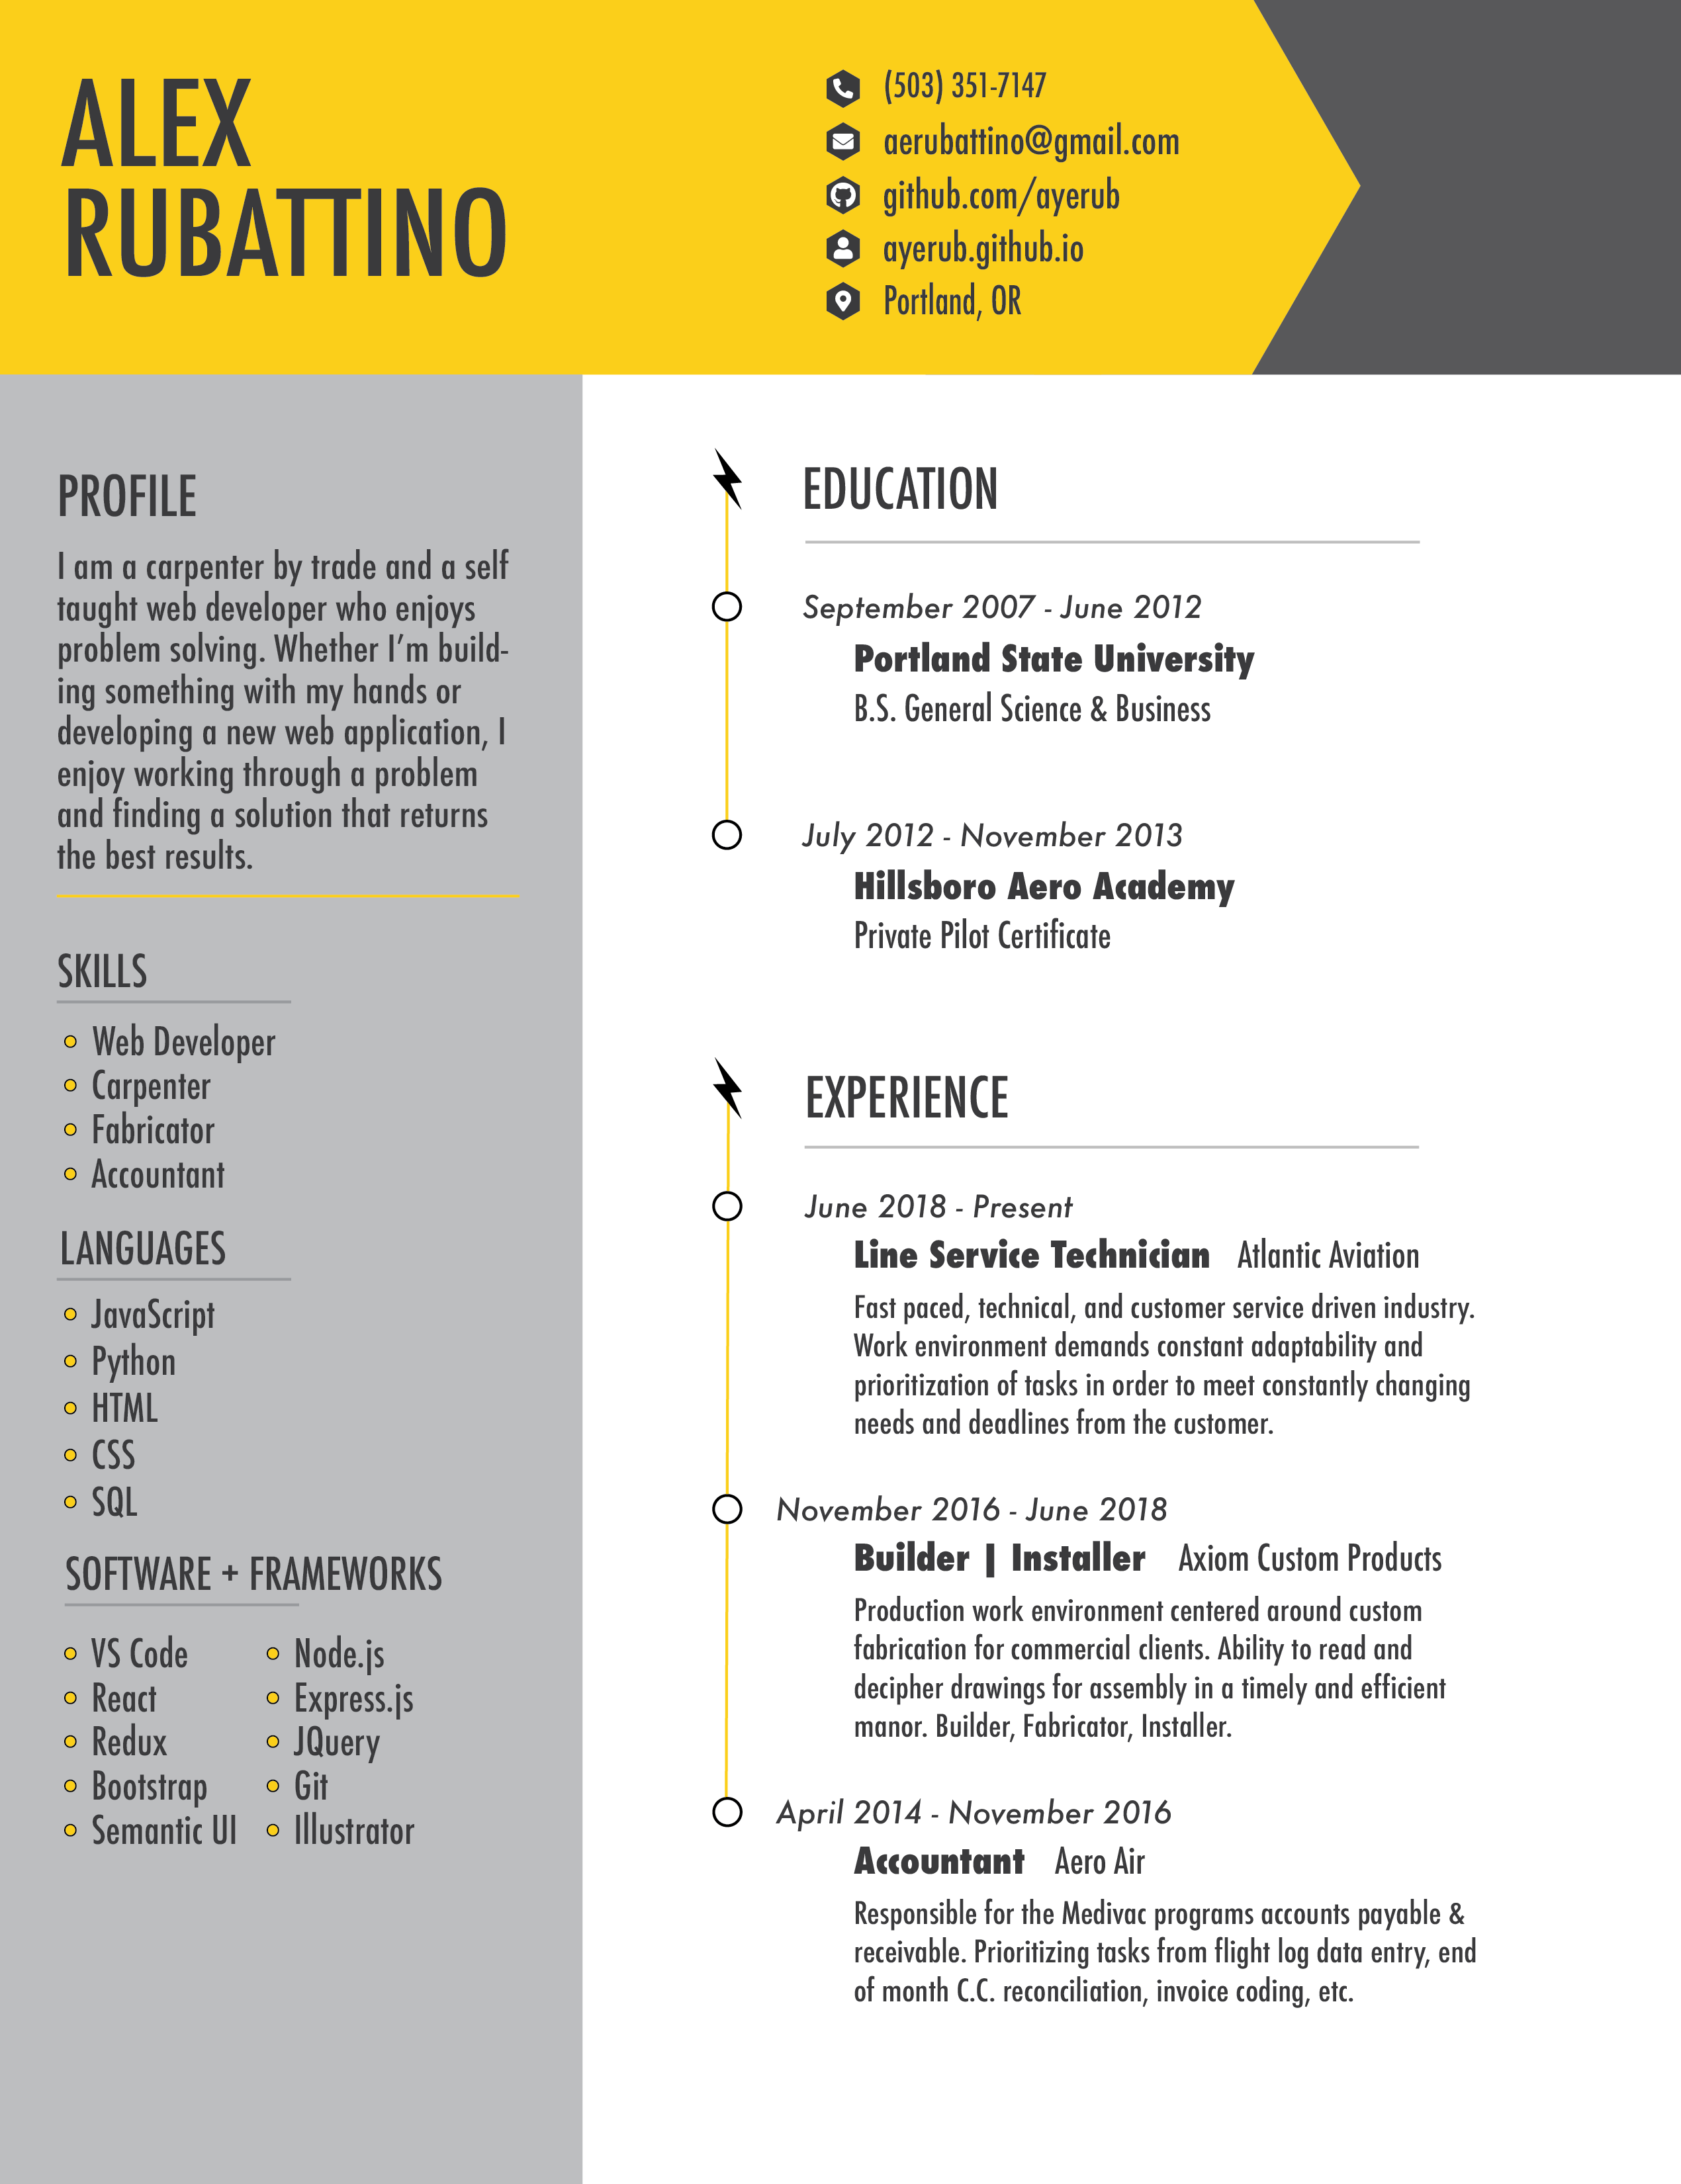 ALEX
RUBATTINO
(503) 351-7147
aerubattino@gmail.com
github.com/ayerub
ayerub.github.io
Portland, OR
PROFILE
I am a carpenter by trade and a self
taught web developer who enjoys
problem solving. Whether I’m build-
ing something with my hands or
developing a new web application, I
enjoy working through a problem
and finding a solution that returns
the best results.
SKILLS
Web Developer
Carpenter
Fabricator
Accountant
LANGUAGES
JavaScript
Python
HTML
CSS
SQL
SOFTWARE + FRAMEWORKS
VS Code
React
Redux
Bootstrap
Semantic UI
Node.js
Express.js
JQuery
Git
Illustrator
EDUCATION
September 2007 - June 2012
Portland State University
B.S. General Science & Business
July 2012 - November 2013
Hillsboro Aero Academy
Private Pilot Certificate
EXPERIENCE
June 2018 - Present
Line Service Technician Atlantic Aviation
Fast paced, technical, and customer service driven industry.
Work environment demands constant adaptability and
prioritization of tasks in order to meet constantly changing
needs and deadlines from the customer.
November 2016 - June 2018
Builder | Installer Axiom Custom Products
Production work environment centered around custom
fabrication for commercial clients. Ability to read and
decipher drawings for assembly in a timely and efficient
manor. Builder, Fabricator, Installer.
April 2014 - November 2016
Accountant Aero Air
Responsible for the Medivac programs accounts payable &
receivable. Prioritizing tasks from flight log data entry, end
of month C.C. reconciliation, invoice coding, etc.